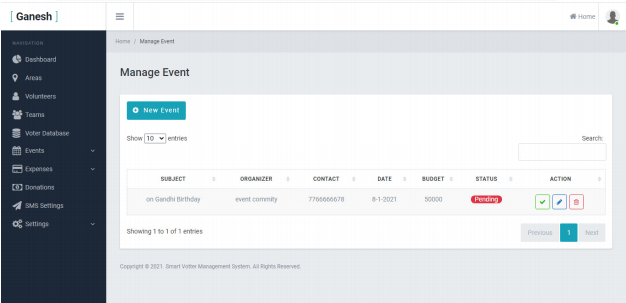 [ Ganesh ]
Home
Home / Manage Event
NAVIGATION
Dashboard
Areas
Volunteers
Teams
Voter Database
Events
Expenses
Donations
SMS Settings
Settings
Manage Event
New Event
Show 10 entries
Search:
SUBJECT ORGANIZER CONTACT DATE BUDGET STATUS ACTION
on Gandhi Birthday event commity 7766666678 8-1-2021 50000 Pending
Showing 1 to 1 of 1 entries
Previous 1 Next
Copyright © 2021. Smart Votter Management System. All Rights Reserved.